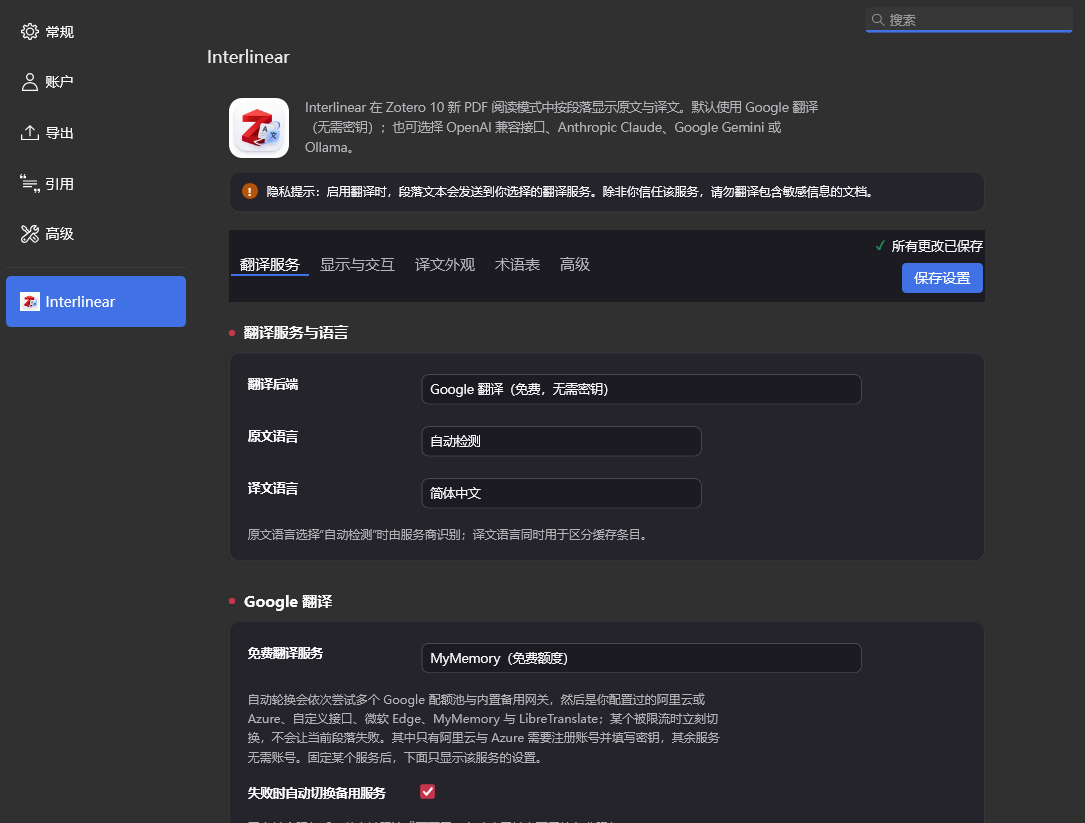 常规
账户
导出
引用
高级
Interlinear
搜索
Interlinear
Interlinear 在 Zotero 10 新 PDF 阅读模式中按段落显示原文与译文。默认使用 Google 翻译
（无需密钥）；也可选择 OpenAI 兼容接口、Anthropic Claude、Google Gemini 或
Ollama。
隐私提示：启用翻译时，段落文本会发送到你选择的翻译服务。除非你信任该服务，请勿翻译包含敏感信息的文档。
✓ 所有更改已保存
翻译服务 显示与交互 译文外观 术语表 高级
保存设置
翻译服务与语言
翻译后端
Google 翻译（免费，无需密钥）
原文语言
自动检测
译文语言
简体中文
原文语言选择"自动检测"时由服务商识别；译文语言同时用于区分缓存条目。
Google 翻译
免费翻译服务
MyMemory（免费额度）
自动轮换会依次尝试多个 Google 配额池与内置备用网关，然后是你配置过的阿里云或
Azure、自定义接口、微软 Edge、MyMemory 与 LibreTranslate；某个被限流时立刻切
换，不会让当前段落失败。其中只有阿里云与 Azure 需要注册账号并填写密钥，其余服务
无需账号。固定某个服务后，下面只显示该服务的设置。
失败时自动切换备用服务